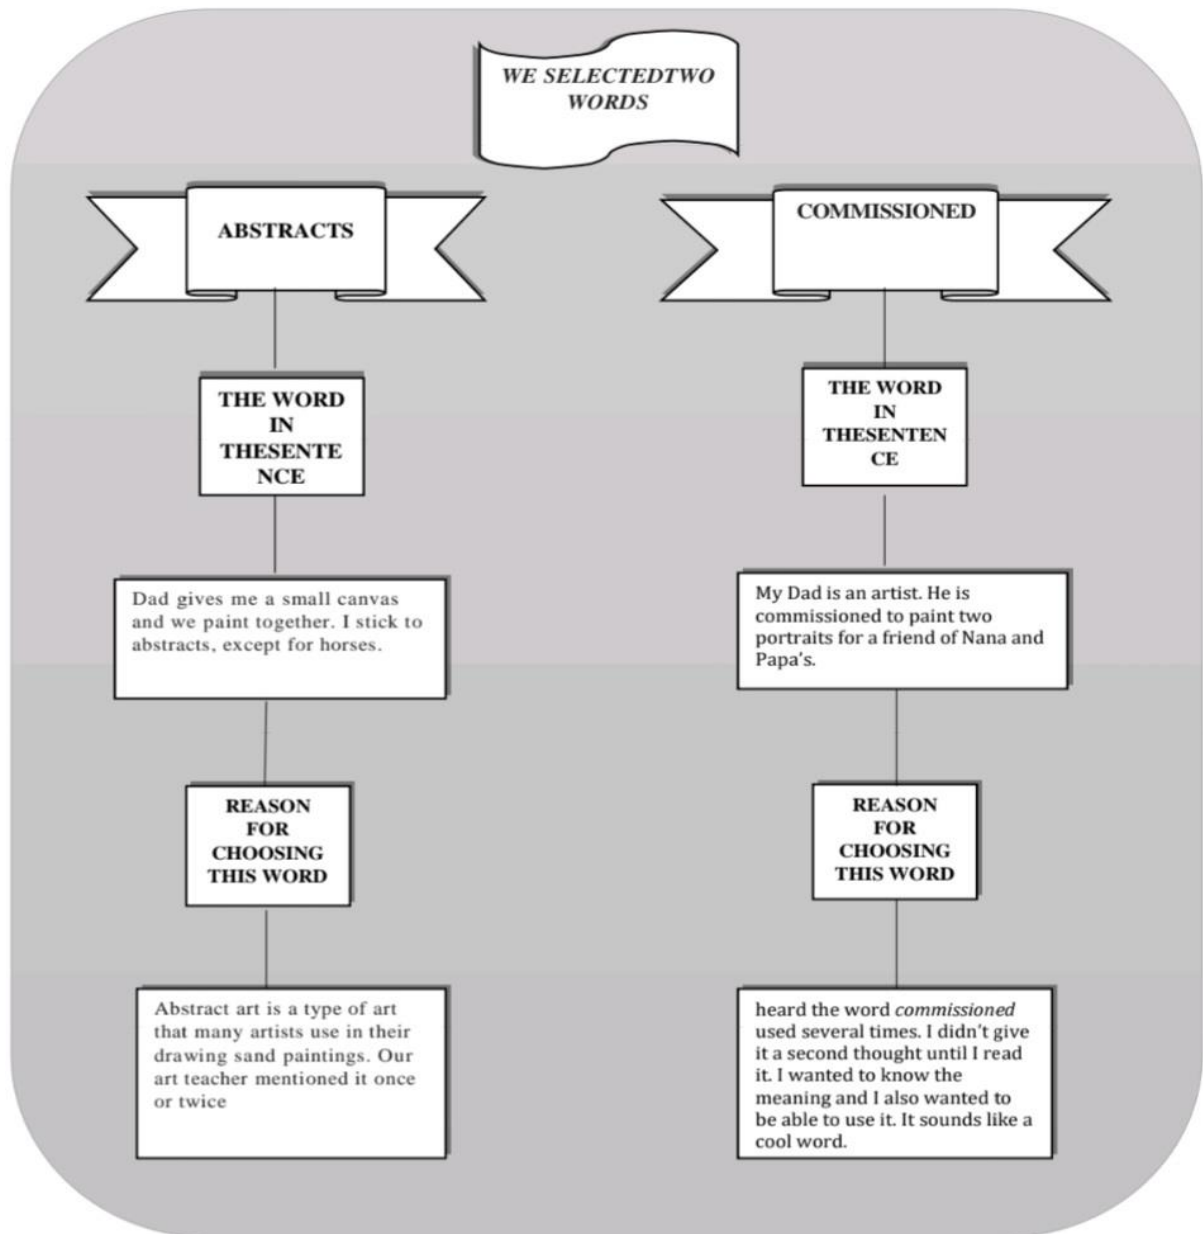 WE SELECTEDTWO
WORDS
ABSTRACTS
THE WORD
IN
THESENTE
NCE
Dad gives me a small canvas
and we paint together. I stick to
abstracts, except for horses.
REASON
FOR
CHOOSING
THIS WORD
Abstract art is a type of art
that many artists use in their
drawing sand paintings. Our
art teacher mentioned it once
or twice
COMMISSIONED
THE WORD
IN
THESENTEN
CE
My Dad is an artist. He is
commissioned to paint two
portraits for a friend of Nana and
Papa's.
REASON
FOR
CHOOSING
THIS WORD
heard the word commissioned
used several times. I didn't give
it a second thought until I read
it. I wanted to know the
meaning and I also wanted to
be able to use it. It sounds like a
cool word.